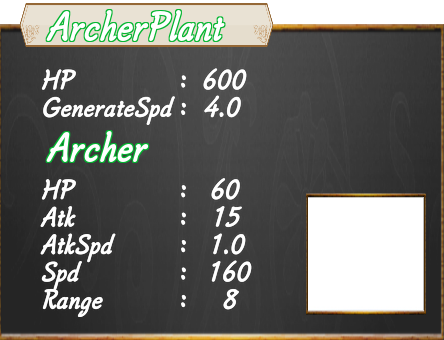 ArcherPlant
HP : 600
GenerateSpd : 4.0
Archer
HP : 60
Atk : 15
AtkSpd : 1.0
Spd : 160
Range : 8